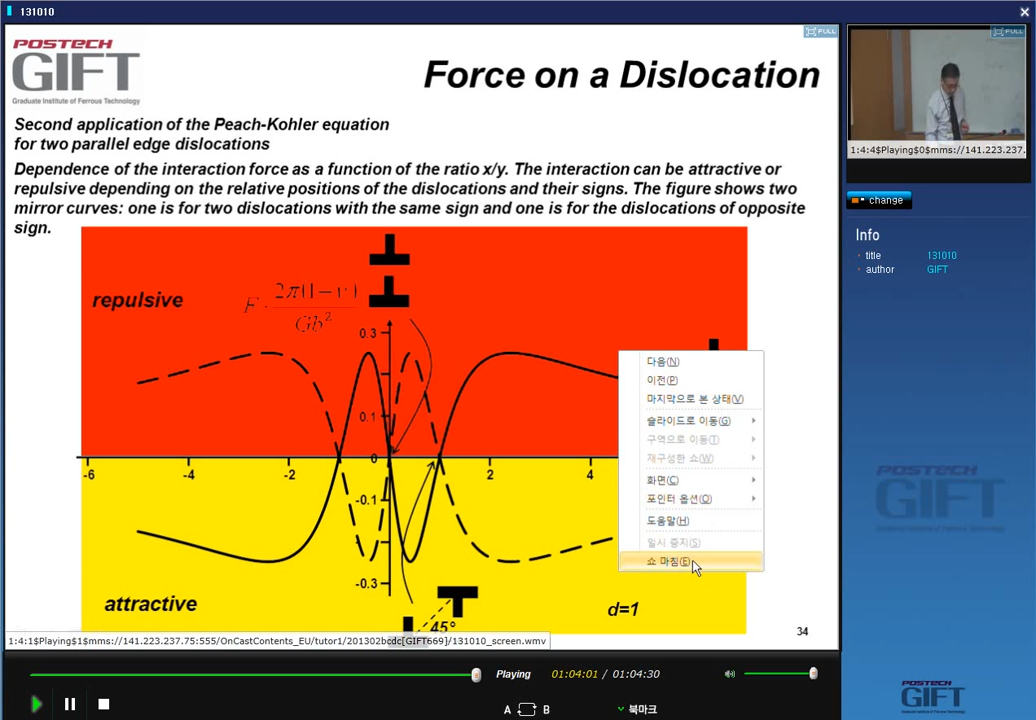 131010
FULL
POSTECH
GIFT
Graduate Institute of Ferrous Technology
Force on a Dislocation
Second application of the Peach-Kohler equation
for two parallel edge dislocations
Dependence of the interaction force as a function of the ratio x/y. The interaction can be attractive or
repulsive depending on the relative positions of the dislocations and their signs. The figure shows two
mirror curves: one is for two dislocations with the same sign and one is for the dislocations of opposite
sign.
repulsive
F · 2π(1−ν)
Gb²
0.3
0.1
0
-6
-4
-2
2
4
-0.1
-0.3
attractive
45°
d=1
34
다음(N)
이전(P)
마지막으로 본 상태(V)
슬라이드로 이동(G)
구역으로 이동(T)
재구성한 쇼(W)
화면(C)
포인터 옵션(O)
도움말(H)
일시 중지(S)
쇼 마침(E)
1:4:1$Playing$1$mms://141.223.237.75:555/OnCastContents_EU/tutor1/201302bcdc[GIFT669]/131010_screen.wmv
Playing
01:04:01 / 01:04:30
A B
북마크
FULL
1:4:4$Playing$0$mms://141.223.237.
change
Info
title 131010
author GIFT
POSTECH
GIFT
POSTECH
GIFT